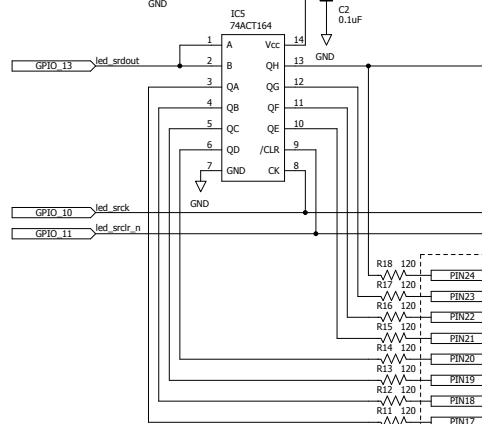 GND
C2
0.1uF
IC5
74ACT164
GND
1 A Vcc 14
GPIO_13 led_srdout 2 B QH 13
3 QA QG 12
4 QB QF 11
5 QC QE 10
6 QD /CLR 9
7 GND CK 8
GND
GPIO_10 led_srck
GPIO_11 led_srclr_n
R18 120 PIN24
R17 120 PIN23
R16 120 PIN22
R15 120 PIN21
R14 120 PIN20
R13 120 PIN19
R12 120 PIN18
R11 120 PIN17